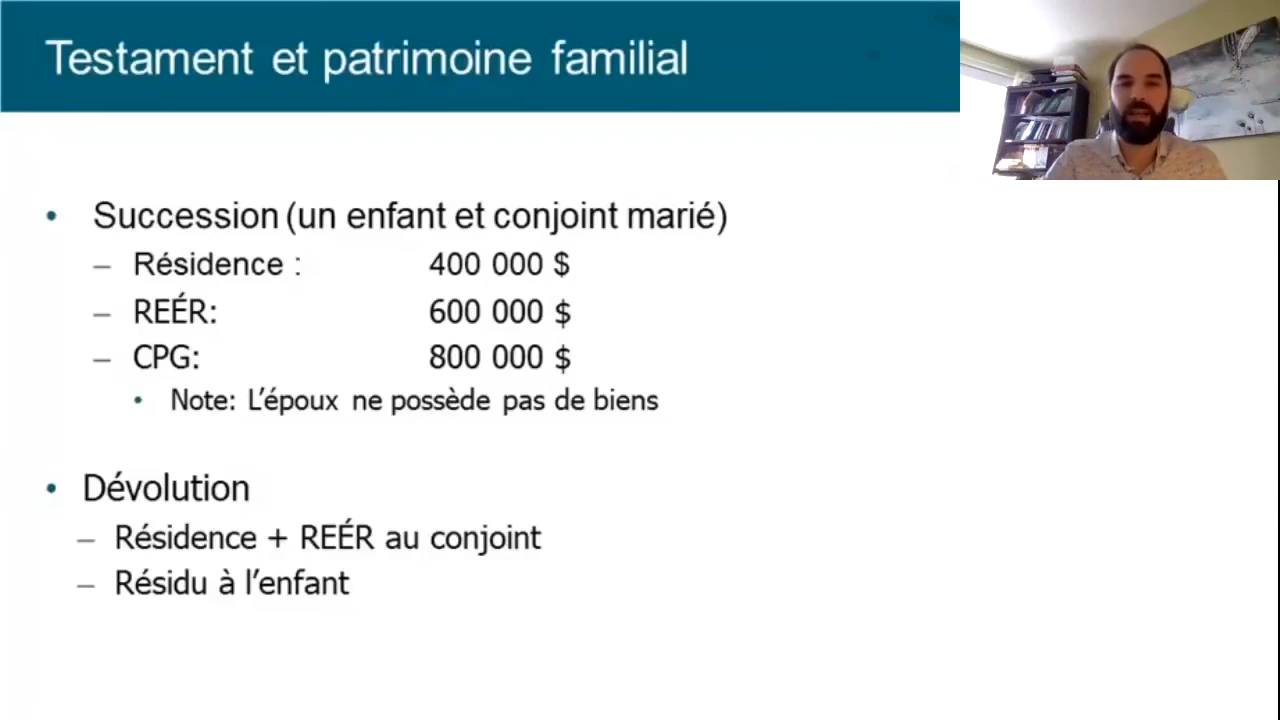 Testament et patrimoine familial
• Succession (un enfant et conjoint marié)
– Résidence : 400 000 $
– REÉR: 600 000 $
– CPG: 800 000 $
• Note: L'époux ne possède pas de biens
• Dévolution
– Résidence + REÉR au conjoint
– Résidu à l'enfant